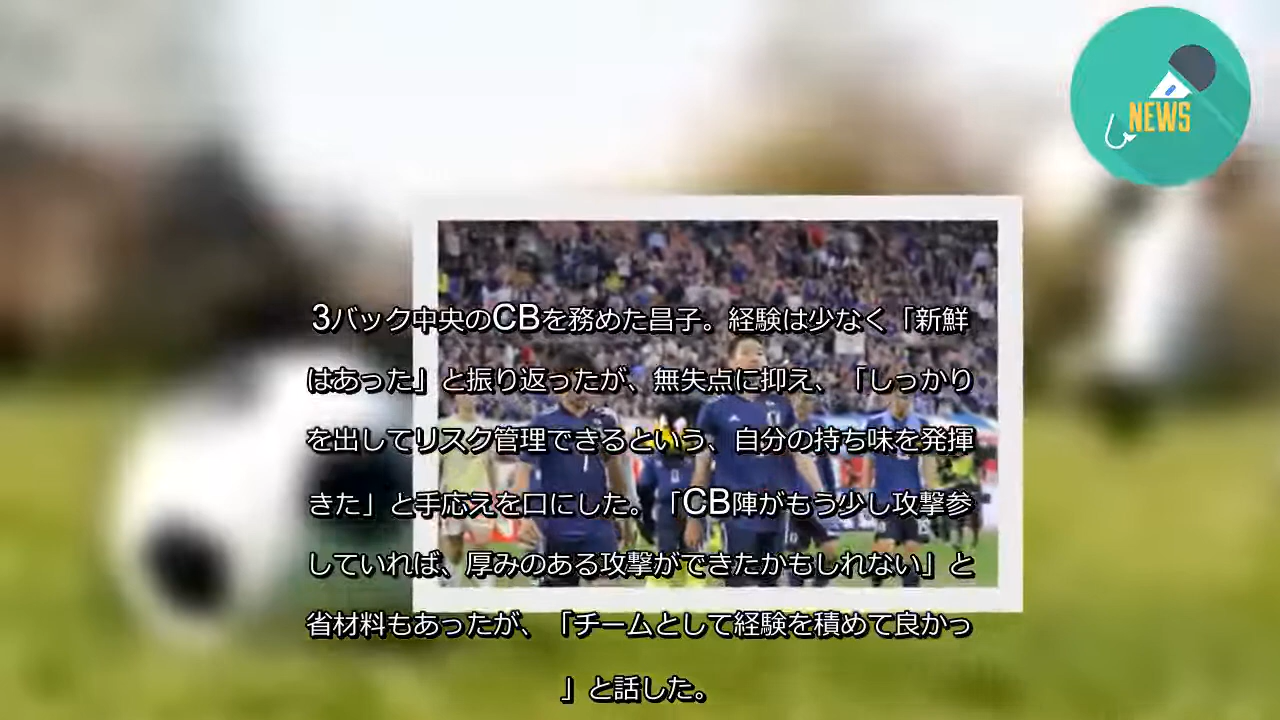 NEWS
3バック中央のCBを務めた昌子。経験は少なく「新鮮
はあった」と振り返ったが、無失点に抑え、「しっかり
を出してリスク管理できるという、自分の持ち味を発揮
きた」と手応えを口にした。「CB陣がもう少し攻撃参
していれば、厚みのある攻撃ができたかもしれない」と
省材料もあったが、「チームとして経験を積めて良かっ
」と話した。